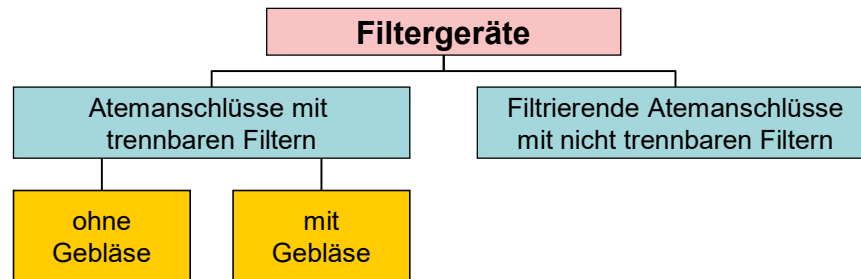 Filtergeräte
Atemanschlüsse mit
trennbaren Filtern
Filtrierende Atemanschlüsse
mit nicht trennbaren Filtern
ohne
Gebläse
mit
Gebläse